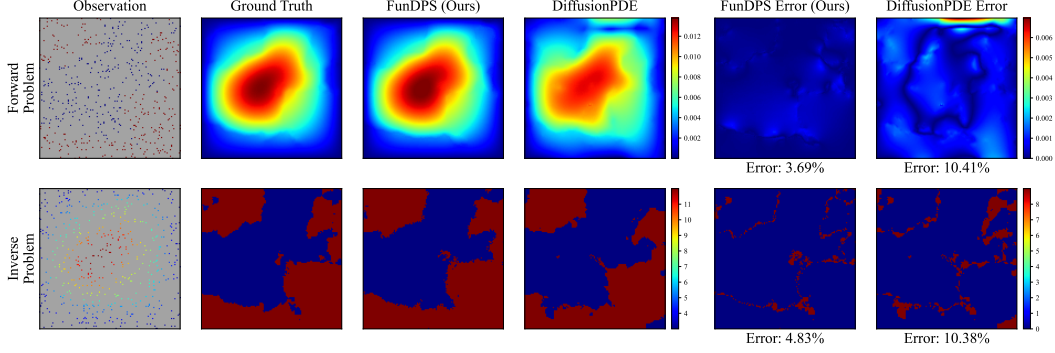 Observation
Ground Truth
FunDPS (Ours)
DiffusionPDE
FunDPS Error (Ours)
DiffusionPDE Error
Forward
Problem
0.012
0.010
0.008
0.006
0.004
0.002
0.006
0.005
0.004
0.003
0.002
0.001
0.000
Error: 3.69%
Error: 10.41%
Inverse
Problem
11
10
9
8
7
6
5
4
8
7
6
5
4
3
2
1
0
Error: 4.83%
Error: 10.38%